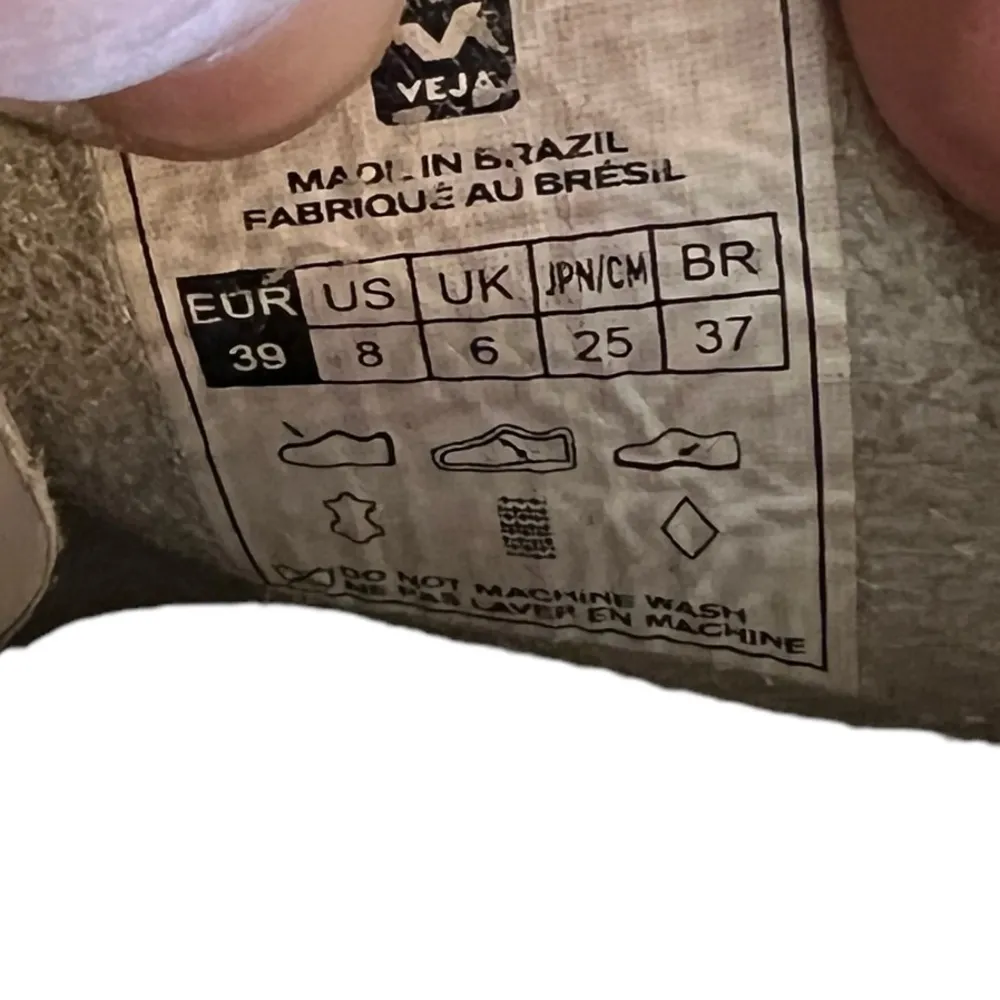 VEJA
MADE IN BRAZIL
FABRIQUÉ AU BRÉSIL
EUR US UK JPN/CM BR
39 8 6 25 37
DO NOT MACHINE WASH
NE PAS LAVER EN MACHINE